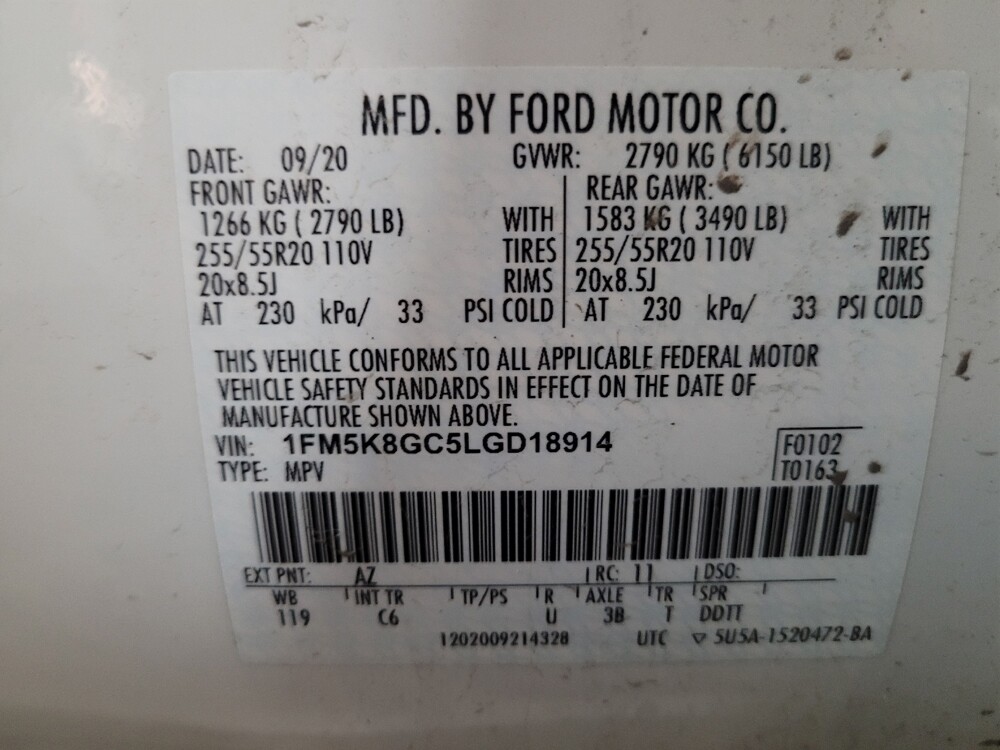 MFD. BY FORD MOTOR CO.
DATE: 09/20 GVWR: 2790 KG ( 6150 LB)
FRONT GAWR: REAR GAWR:
1266 KG ( 2790 LB) WITH 1583 KG ( 3490 LB) WITH
255/55R20 110V TIRES 255/55R20 110V TIRES
20x8.5J RIMS 20x8.5J RIMS
AT 230 kPa/ 33 PSI COLD AT 230 kPa/ 33 PSI COLD
THIS VEHICLE CONFORMS TO ALL APPLICABLE FEDERAL MOTOR
VEHICLE SAFETY STANDARDS IN EFFECT ON THE DATE OF
MANUFACTURE SHOWN ABOVE.
VIN: 1FM5K8GC5LGD18914 F0102
TYPE: MPV T0163
EXT PNT: AZ RC: 11 DSO:
WB INT TR TP/PS R AXLE TR SPR
119 C6 U 3B T DDTT
1202009214328 UTC ▽ 5U5A-1520472-BA